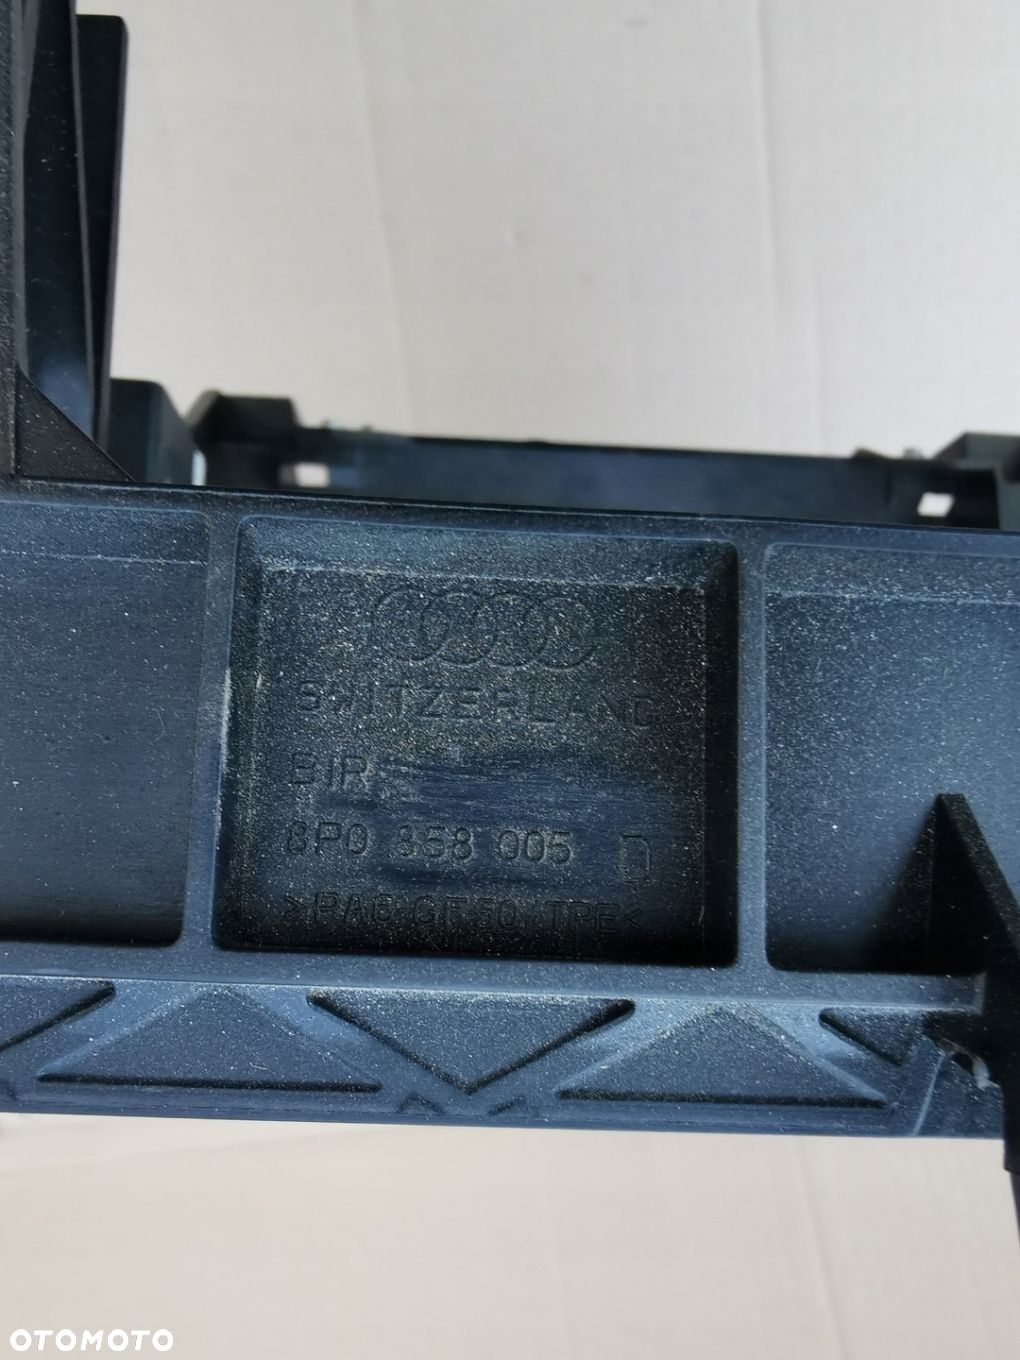 SWITZERLAND
BIR
8P0 858 005 D
>PA6 GF50 TPE<
OTOMOTO